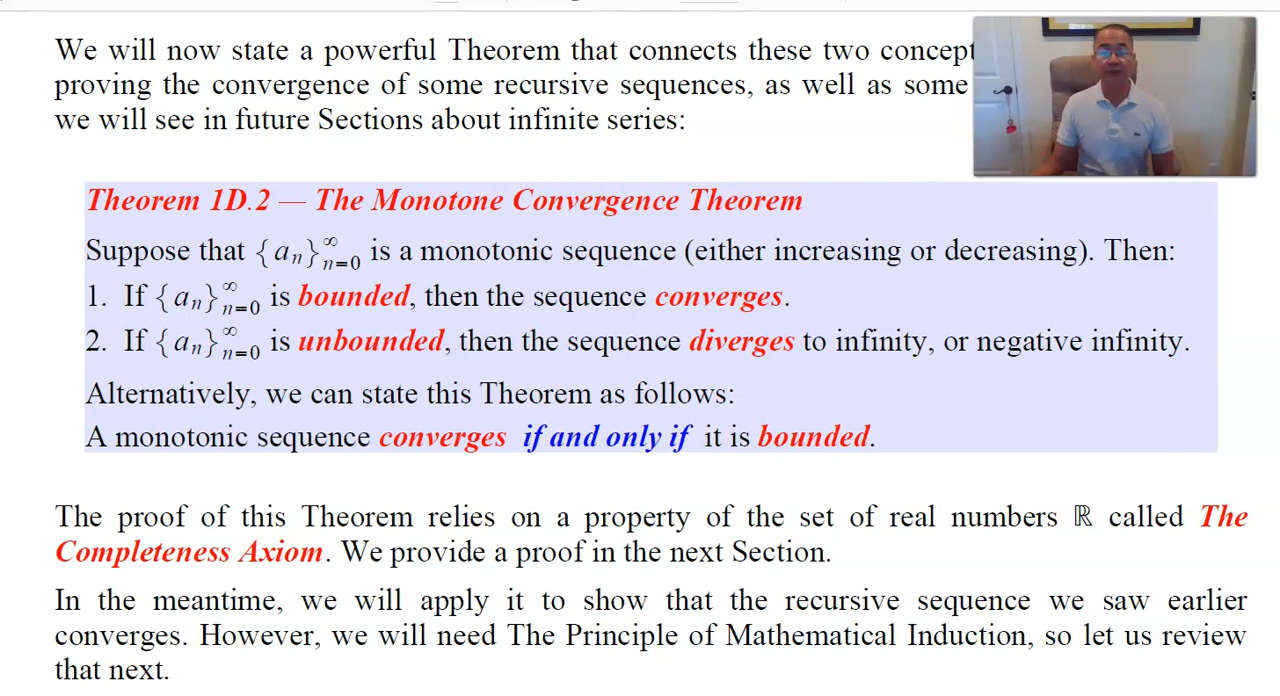 We will now state a powerful Theorem that connects these two concept
proving the convergence of some recursive sequences, as well as some
we will see in future Sections about infinite series:
Theorem 1D.2 — The Monotone Convergence Theorem
Suppose that {aₙ}∞ₙ₌₀ is a monotonic sequence (either increasing or decreasing). Then:
1. If {aₙ}∞ₙ₌₀ is bounded, then the sequence converges.
2. If {aₙ}∞ₙ₌₀ is unbounded, then the sequence diverges to infinity, or negative infinity.
Alternatively, we can state this Theorem as follows:
A monotonic sequence converges if and only if it is bounded.
The proof of this Theorem relies on a property of the set of real numbers ℝ called The
Completeness Axiom. We provide a proof in the next Section.
In the meantime, we will apply it to show that the recursive sequence we saw earlier
converges. However, we will need The Principle of Mathematical Induction, so let us review
that next.